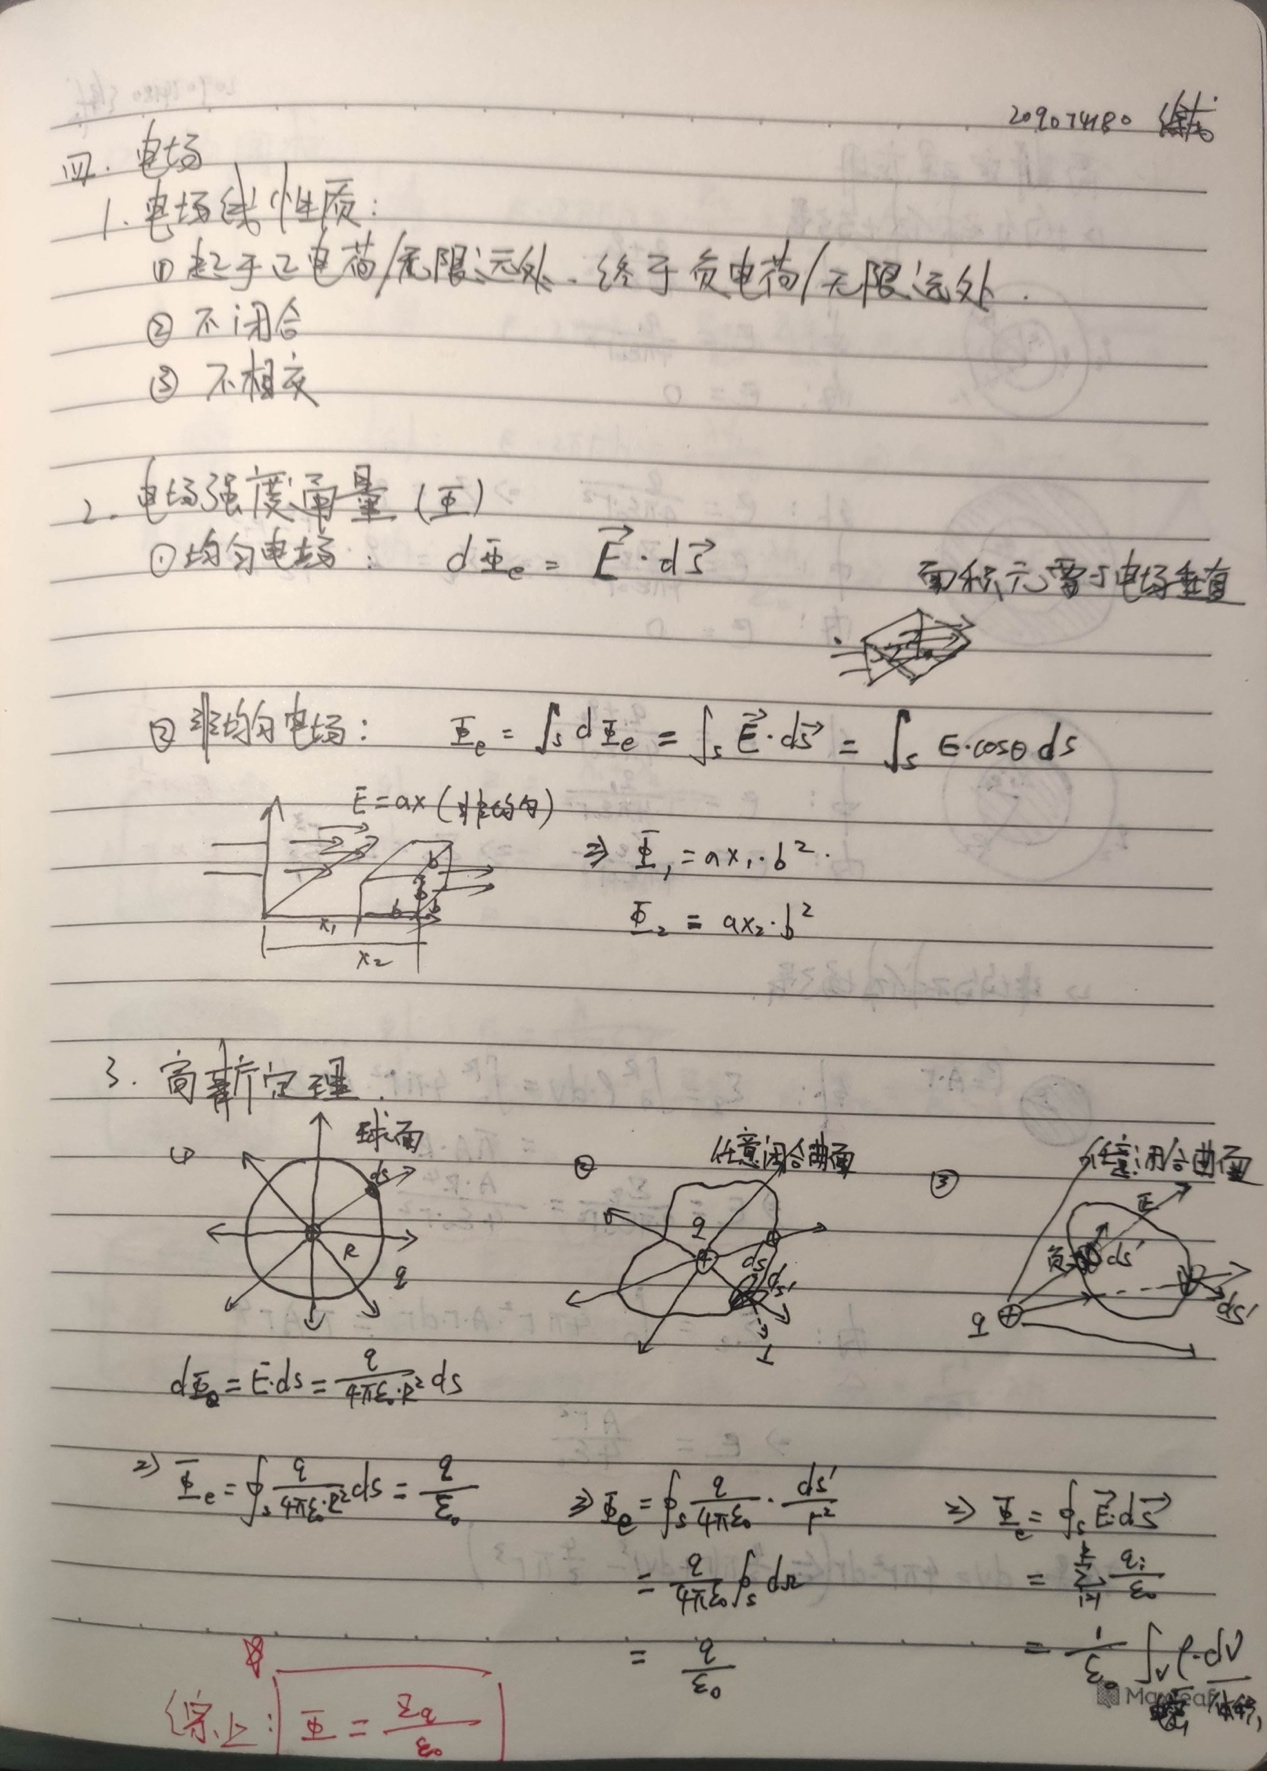 20907480 徐
四. 电场
1. 电场线性质:
① 起于正电荷/无限远处. 终于负电荷/无限远处.
② 不闭合
③ 不相交
2. 电场强度通量 (Φ)
① 均匀电场: dΦe = E⃗·dS⃗
面积元需与电场垂直
② 非均匀电场: Φe = ∫s dΦe = ∫s E⃗·dS⃗ = ∫s E·cosθ ds
E = ax (非均匀)
b
b
b
x₁
x₂
⇒ Φ₁ = ax₁·b².
Φ₂ = ax₂·b²
3. 高斯定理.
① 球面
ds
R
q
② 任意闭合曲面
q
ds
ds'
③ 任意闭合曲面
E
ds'
q
ds'
dΦe = E·ds = q/(4πε₀·R²) ds
⇒ Φe = ∮s q/(4πε₀·R²) ds = q/ε₀
⇒ Φe = ∮s q/(4πε₀) · ds'/r²
= q/(4πε₀) ∮s dΩ
= q/ε₀
⇒ Φe = ∮s E⃗·dS⃗
= Σ qi/ε₀
= 1/ε₀ ∫v ρ·dV
体积
综上: Φ = Σq/ε₀